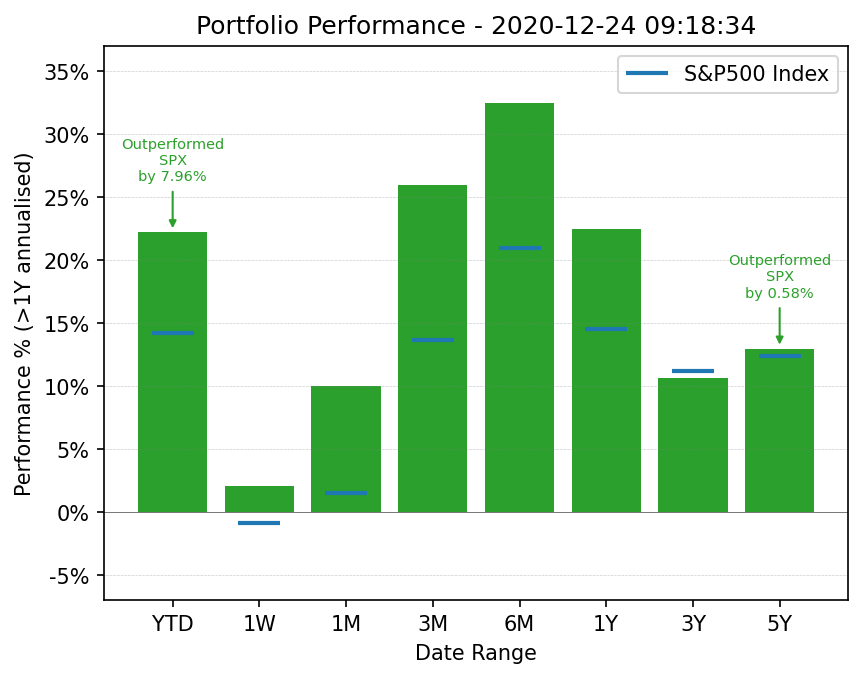 Portfolio Performance - 2020-12-24 09:18:34
S&P500 Index
Performance % (>1Y annualised)
35%
30%
25%
20%
15%
10%
5%
0%
-5%
Outperformed
SPX
by 7.96%
Outperformed
SPX
by 0.58%
YTD
1W
1M
3M
6M
1Y
3Y
5Y
Date Range